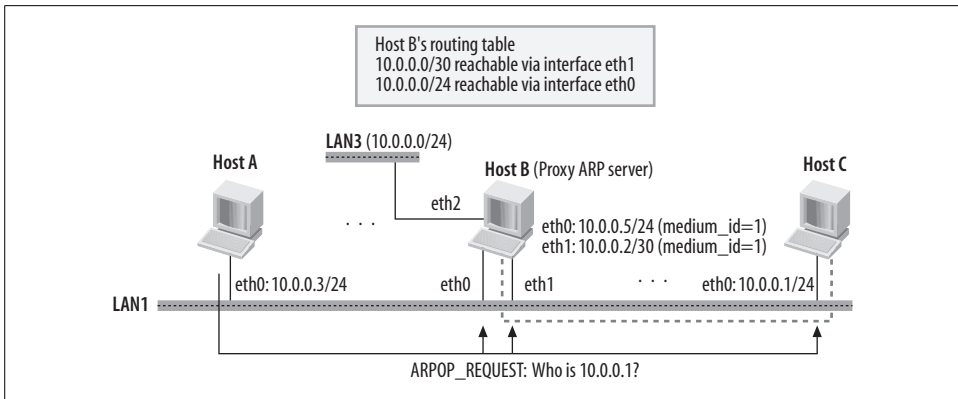 Host B's routing table
10.0.0.0/30 reachable via interface eth1
10.0.0.0/24 reachable via interface eth0
LAN3 (10.0.0.0/24)
Host A
Host B (Proxy ARP server)
Host C
eth2
. . .
eth0: 10.0.0.5/24 (medium_id=1)
eth1: 10.0.0.2/30 (medium_id=1)
eth0: 10.0.0.3/24
eth0
eth1
. . .
eth0: 10.0.0.1/24
LAN1
ARPOP_REQUEST: Who is 10.0.0.1?